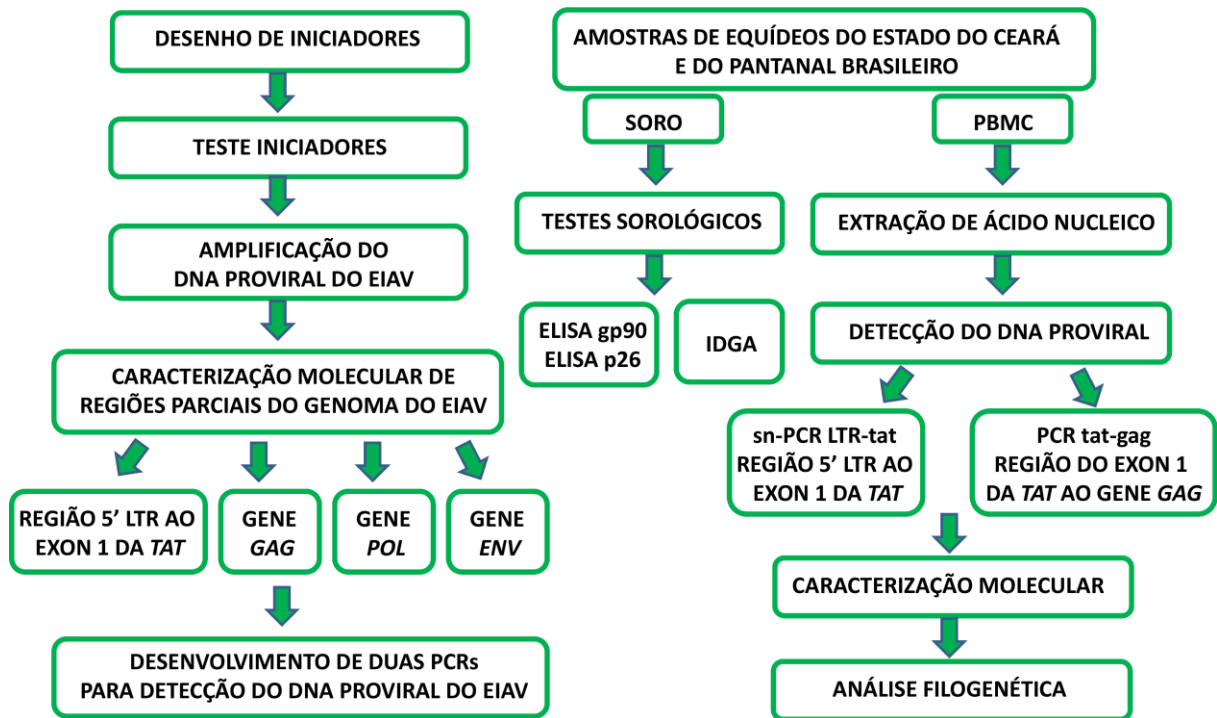 DESENHO DE INICIADORES
TESTE INICIADORES
AMPLIFICAÇÃO DO
DNA PROVIRAL DO EIAV
CARACTERIZAÇÃO MOLECULAR DE
REGIÕES PARCIAIS DO GENOMA DO EIAV
REGIÃO 5’ LTR AO
EXON 1 DA TAT
GENE
GAG
GENE
POL
GENE
ENV
DESENVOLVIMENTO DE DUAS PCRs
PARA DETECÇÃO DO DNA PROVIRAL DO EIAV
AMOSTRAS DE EQUÍDEOS DO ESTADO DO CEARÁ
E DO PANTANAL BRASILEIRO
SORO
TESTES SOROLÓGICOS
ELISA gp90
ELISA p26
IDGA
PBMC
EXTRAÇÃO DE ÁCIDO NUCLEICO
DETECÇÃO DO DNA PROVIRAL
sn-PCR LTR-tat
REGIÃO 5’ LTR AO
EXON 1 DA TAT
PCR tat-gag
REGIÃO DO EXON 1
DA TAT AO GENE GAG
CARACTERIZAÇÃO MOLECULAR
ANÁLISE FILOGENÉTICA